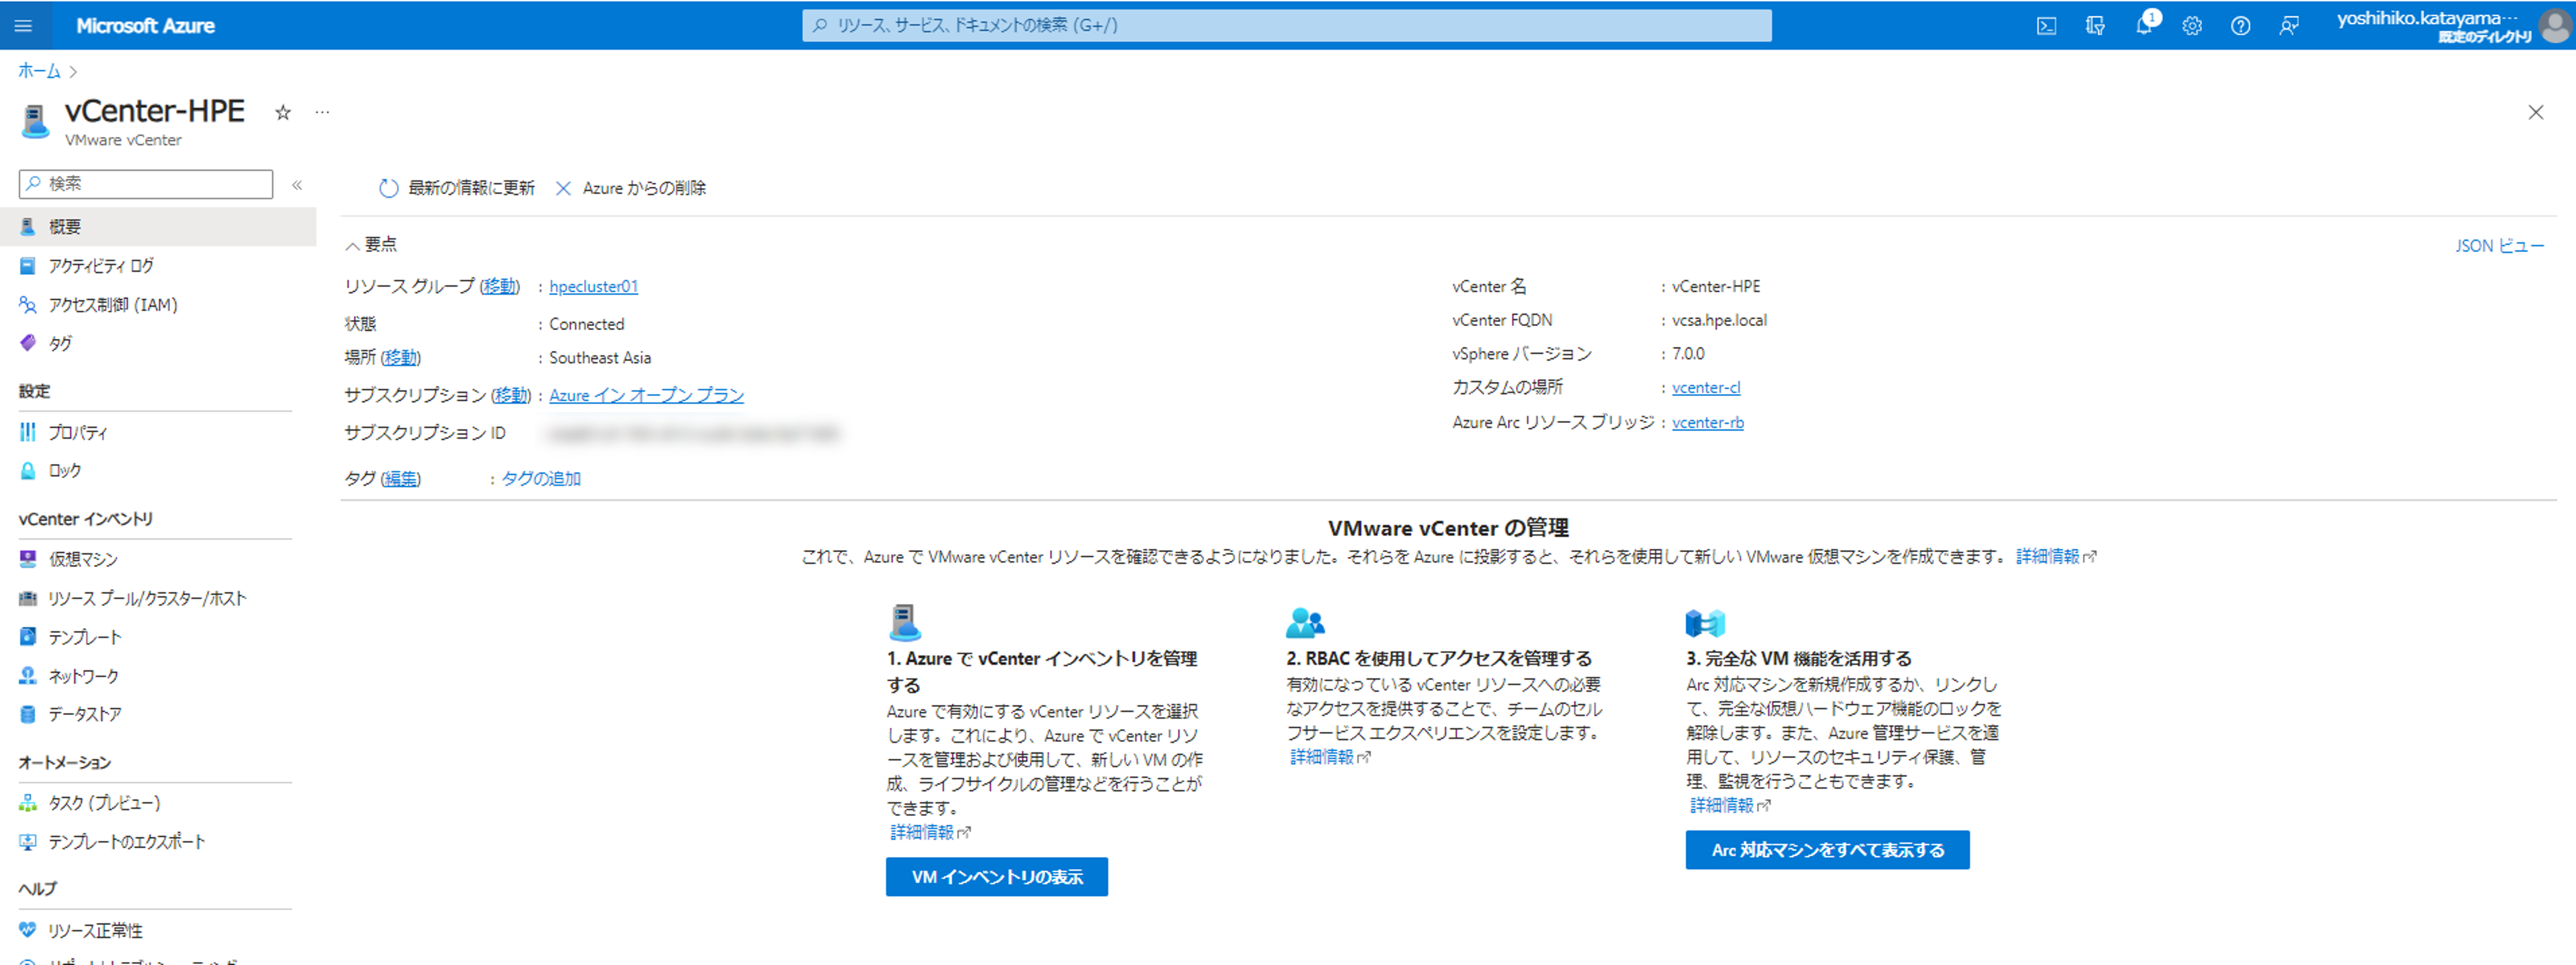 Microsoft Azure
リソース、サービス、ドキュメントの検索 (G+/)
1
yoshihiko.katayama…
既定のディレクトリ
ホーム
vCenter-HPE
VMware vCenter
検索
最新の情報に更新
Azure からの削除
概要
アクティビティ ログ
アクセス制御 (IAM)
タグ
設定
プロパティ
ロック
vCenter インベントリ
仮想マシン
リソース プール/クラスター/ホスト
テンプレート
ネットワーク
データストア
オートメーション
タスク (プレビュー)
テンプレートのエクスポート
ヘルプ
リソース正常性
要点
JSON ビュー
リソース グループ (移動) : hpecluster01
状態 : Connected
場所 (移動) : Southeast Asia
サブスクリプション (移動) : Azure イン オープン プラン
サブスクリプション ID
タグ (編集) : タグの追加
vCenter 名 : vCenter-HPE
vCenter FQDN : vcsa.hpe.local
vSphere バージョン : 7.0.0
カスタムの場所 : vcenter-cl
Azure Arc リソース ブリッジ : vcenter-rb
VMware vCenter の管理
これで、Azure で VMware vCenter リソースを確認できるようになりました。それらを Azure に投影すると、それらを使用して新しい VMware 仮想マシンを作成できます。 詳細情報
1. Azure で vCenter インベントリを管理
する
Azure で有効にする vCenter リソースを選択
します。これにより、Azure で vCenter リソ
ースを管理および使用して、新しい VM の作
成、ライフサイクルの管理などを行うことが
できます。
詳細情報
VM インベントリの表示
2. RBAC を使用してアクセスを管理する
有効になっている vCenter リソースへの必要
なアクセスを提供することで、チームのセル
フサービス エクスペリエンスを設定します。
詳細情報
3. 完全な VM 機能を活用する
Arc 対応マシンを新規作成するか、リンクし
て、完全な仮想ハードウェア機能のロックを
解除します。また、Azure 管理サービスを適
用して、リソースのセキュリティ保護、管
理、監視を行うこともできます。
詳細情報
Arc 対応マシンをすべて表示する